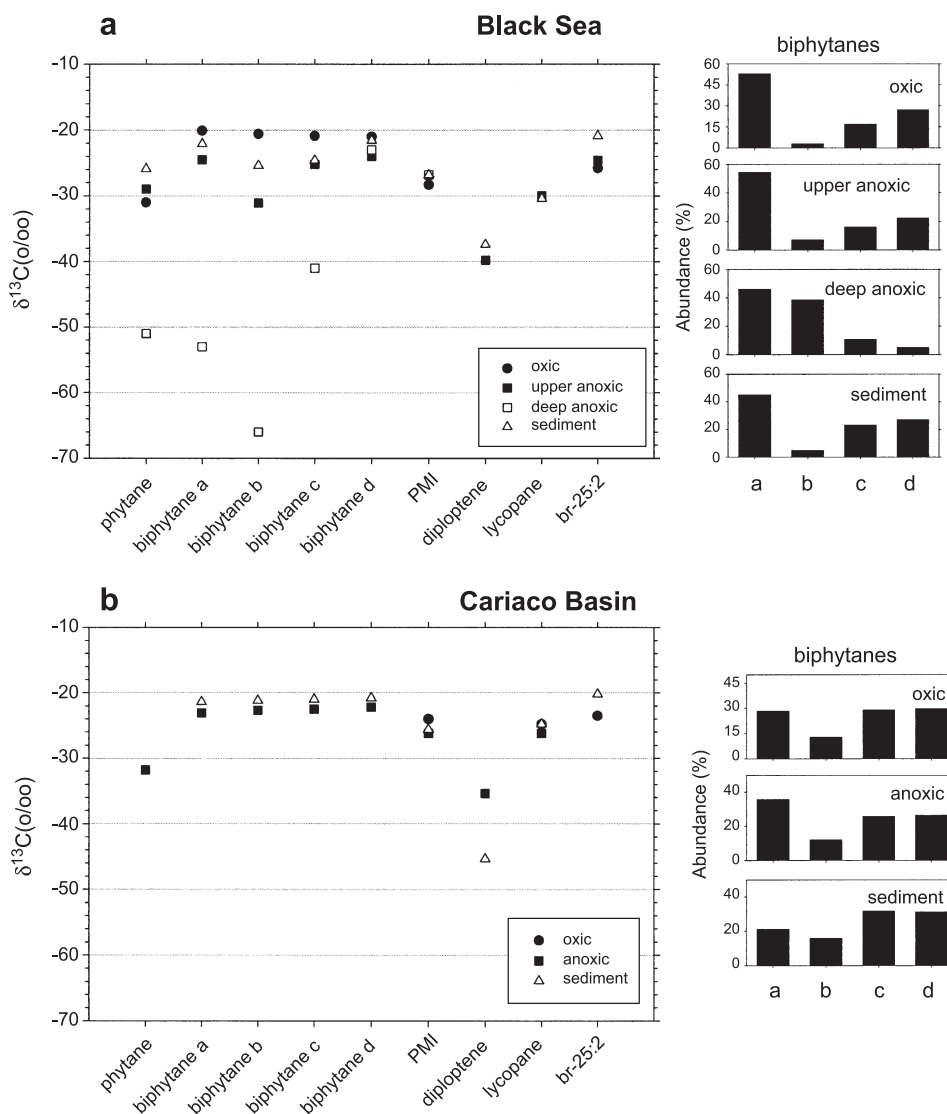 a
Black Sea
-10
-20
-30
-40
-50
-60
-70
δ13C(o/oo)
oxic
upper anoxic
deep anoxic
sediment
phytane
biphytane a
biphytane b
biphytane c
biphytane d
PMI
diploptene
lycopane
br-25:2
biphytanes
Abundance (%)
60
45
30
15
0
oxic
60
40
20
0
upper anoxic
60
40
20
0
deep anoxic
60
40
20
0
sediment
a b c d
b
Cariaco Basin
-10
-20
-30
-40
-50
-60
-70
δ13C(o/oo)
oxic
anoxic
sediment
phytane
biphytane a
biphytane b
biphytane c
biphytane d
PMI
diploptene
lycopane
br-25:2
biphytanes
Abundance (%)
45
30
15
0
oxic
40
20
0
anoxic
40
20
0
sediment
a b c d